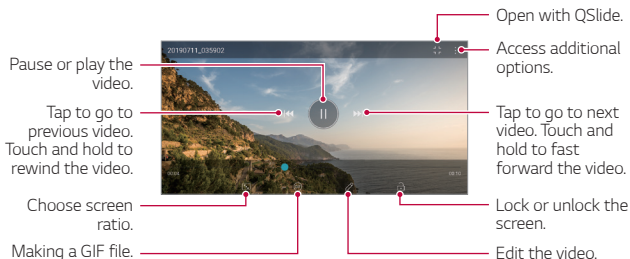 Open with QSlide.
20190711_035902
Access additional
options.
Pause or play the
video.
Tap to go to
previous video.
Touch and hold to
rewind the video.
Tap to go to next
video. Touch and
hold to fast
forward the video.
00:10
Choose screen
ratio.
Lock or unlock the
screen.
Making a GIF file.
Edit the video.